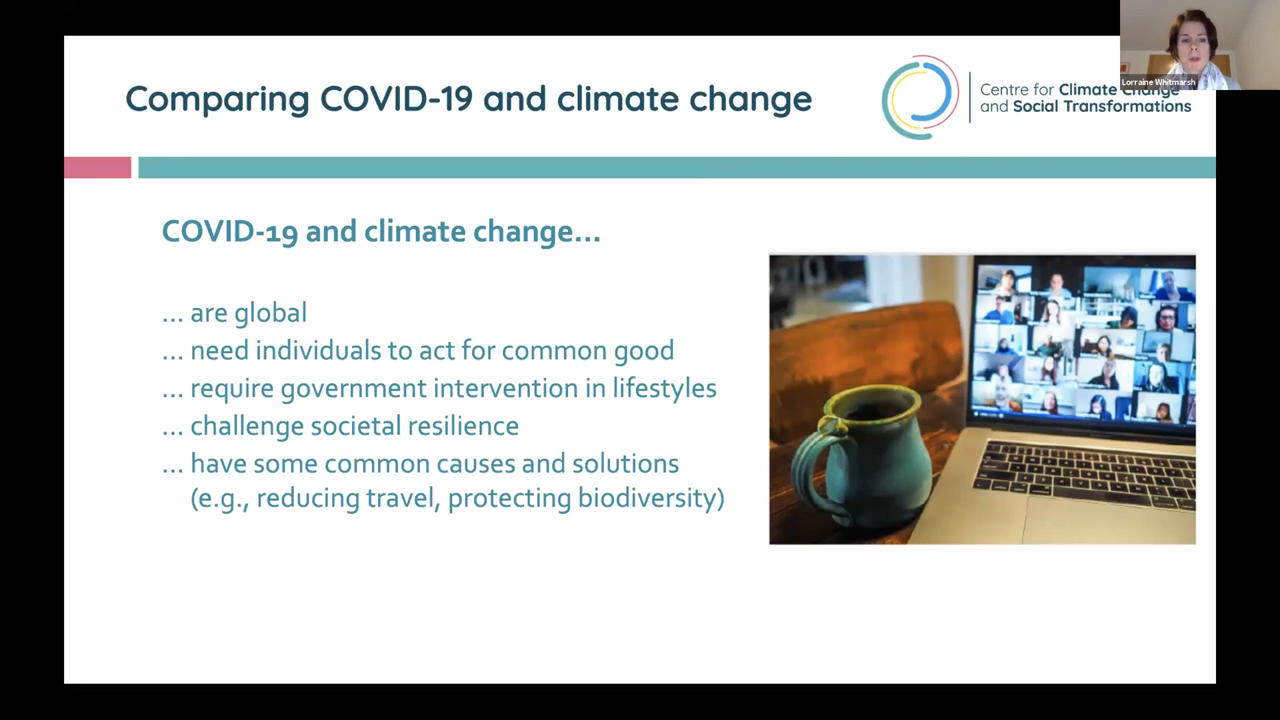 Comparing COVID-19 and climate change
Centre for Climate Change
and Social Transformations
Lorraine Whitmarsh
COVID-19 and climate change...
... are global
... need individuals to act for common good
... require government intervention in lifestyles
... challenge societal resilience
... have some common causes and solutions
(e.g., reducing travel, protecting biodiversity)